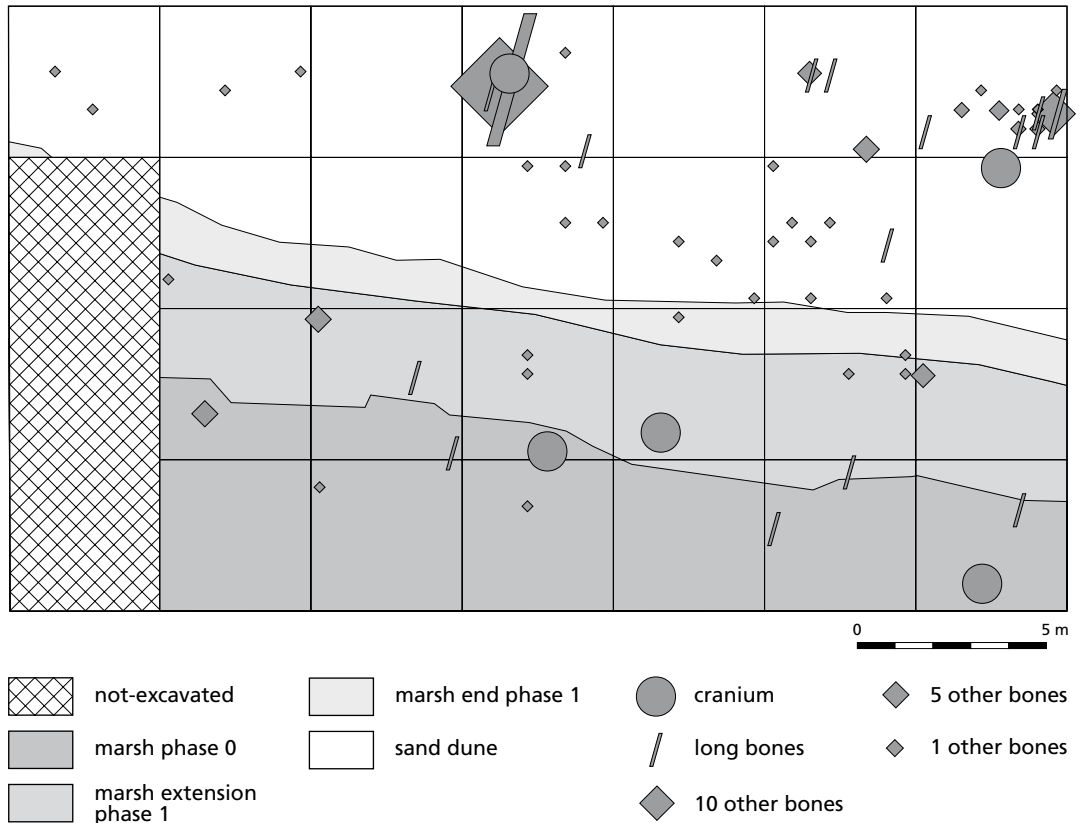 0 5 m
not-excavated
marsh phase 0
marsh extension
phase 1
marsh end phase 1
sand dune
cranium
long bones
10 other bones
5 other bones
1 other bones